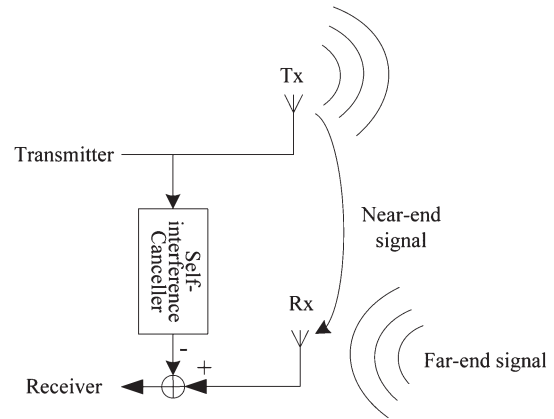 Tx
Transmitter
Near-end
signal
Self-
interference
Canceller
Rx
-
+
Far-end signal
Receiver